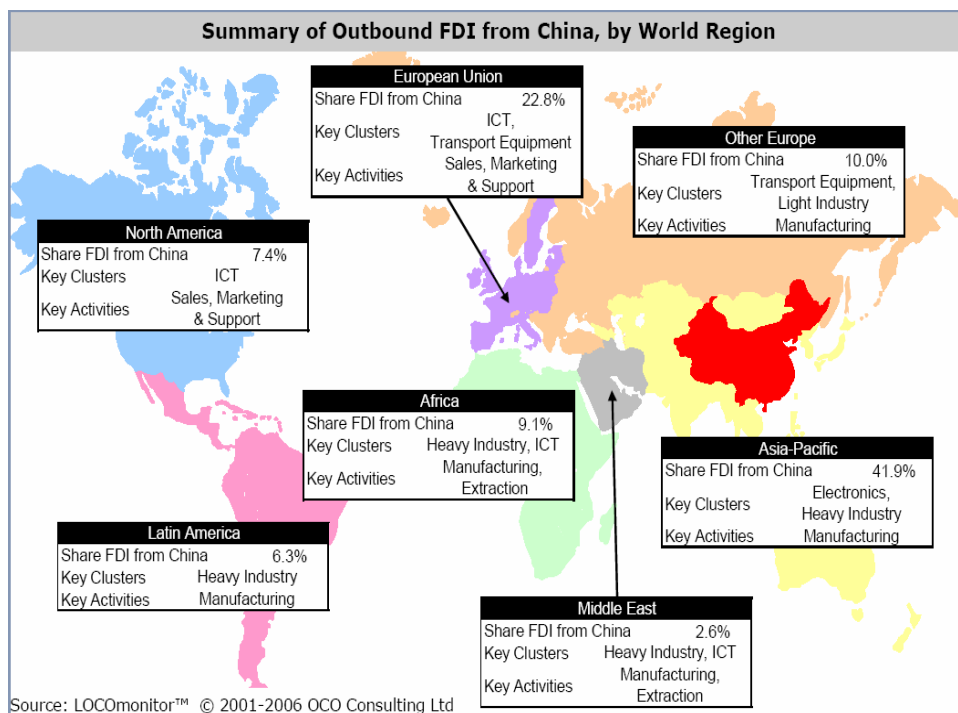 Summary of Outbound FDI from China, by World Region
European Union
Share FDI from China 22.8%
Key Clusters ICT,
Transport Equipment
Key Activities Sales, Marketing
& Support
Other Europe
Share FDI from China 10.0%
Key Clusters Transport Equipment,
Light Industry
Key Activities Manufacturing
North America
Share FDI from China 7.4%
Key Clusters ICT
Key Activities Sales, Marketing
& Support
Africa
Share FDI from China 9.1%
Key Clusters Heavy Industry, ICT
Key Activities Manufacturing,
Extraction
Asia-Pacific
Share FDI from China 41.9%
Key Clusters Electronics,
Heavy Industry
Key Activities Manufacturing
Latin America
Share FDI from China 6.3%
Key Clusters Heavy Industry
Key Activities Manufacturing
Middle East
Share FDI from China 2.6%
Key Clusters Heavy Industry, ICT
Key Activities Manufacturing,
Extraction
Source: LOCOmonitor™ © 2001-2006 OCO Consulting Ltd